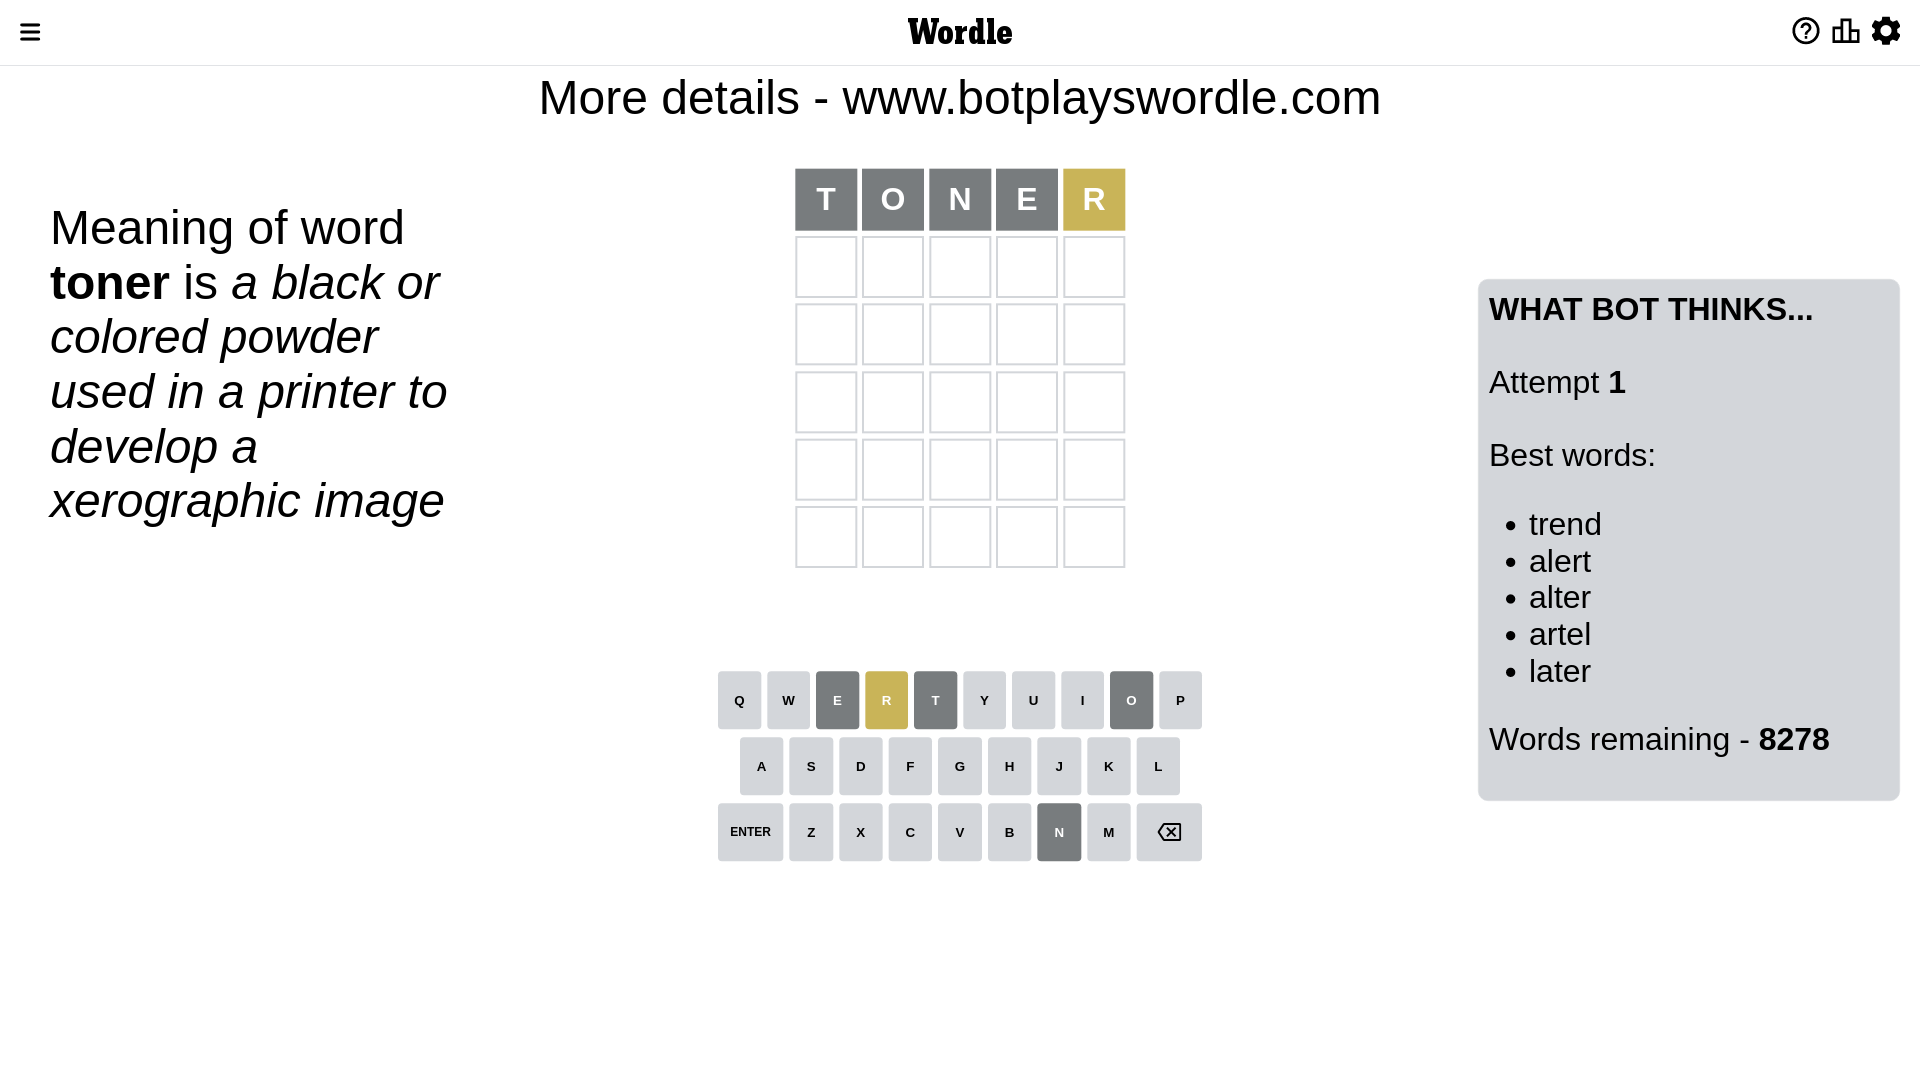 Wordle
More details - www.botplayswordle.com
Meaning of word
toner is a black or
colored powder
used in a printer to
develop a
xerographic image
T O N E R
WHAT BOT THINKS...
Attempt 1
Best words:
• trend
• alert
• alter
• artel
• later
Words remaining - 8278
Q W E R T Y U I O P
A S D F G H J K L
ENTER Z X C V B N M